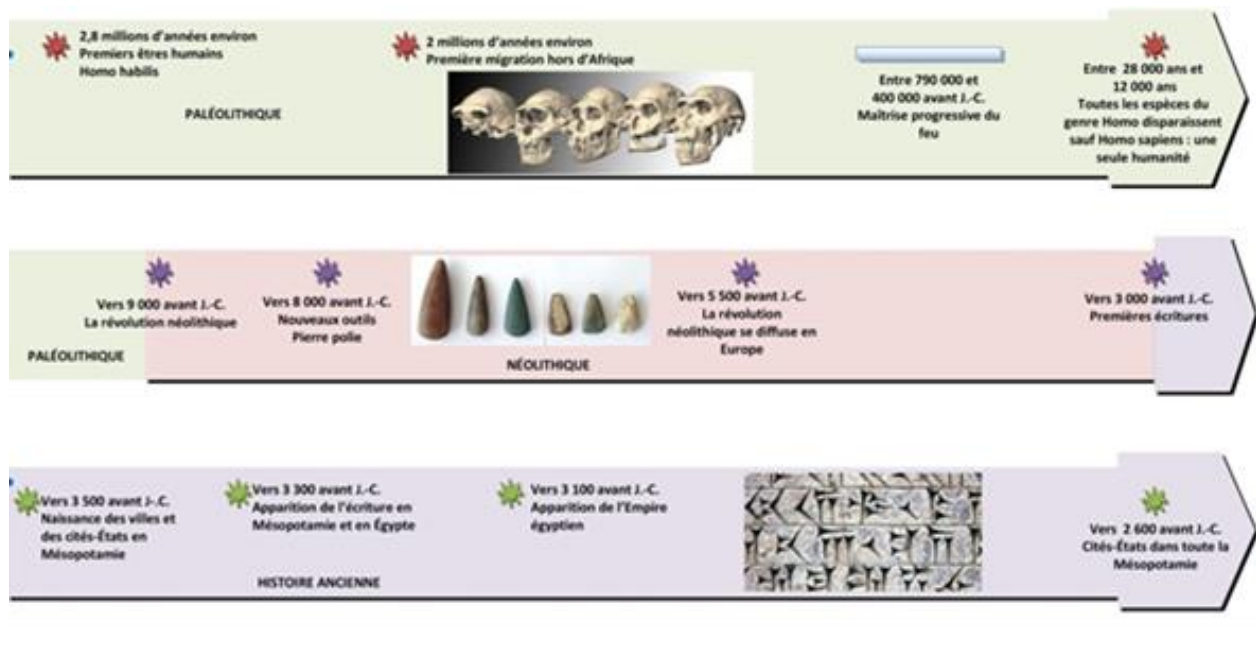 2,8 millions d'années environ
Premiers êtres humains
Homo habilis
PALÉOLITHIQUE
2 millions d'années environ
Première migration hors d'Afrique
Entre 790 000 et
400 000 avant J.-C.
Maîtrise progressive du
feu
Entre 28 000 ans et
12 000 ans
Toutes les espèces du
genre Homo disparaissent
sauf Homo sapiens : une
seule humanité
PALÉOLITHIQUE
Vers 9 000 avant J.-C.
La révolution néolithique
Vers 8 000 avant J.-C.
Nouveaux outils
Pierre polie
NÉOLITHIQUE
Vers 5 500 avant J.-C.
La révolution
néolithique se diffuse en
Europe
Vers 3 000 avant J.-C.
Premières écritures
Vers 3 500 avant J-.C.
Naissance des villes et
des cités-États en
Mésopotamie
Vers 3 300 avant J.-C.
Apparition de l'écriture en
Mésopotamie et en Égypte
HISTOIRE ANCIENNE
Vers 3 100 avant J.-C.
Apparition de l'Empire
égyptien
Vers 2 600 avant J.-C.
Cités-États dans toute la
Mésopotamie